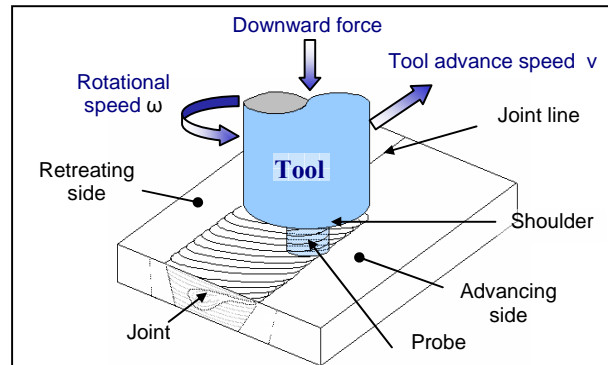 Downward force
Tool advance speed v
Rotational
speed ω
Joint line
Retreating
side
Tool
Shoulder
Advancing
side
Joint
Probe